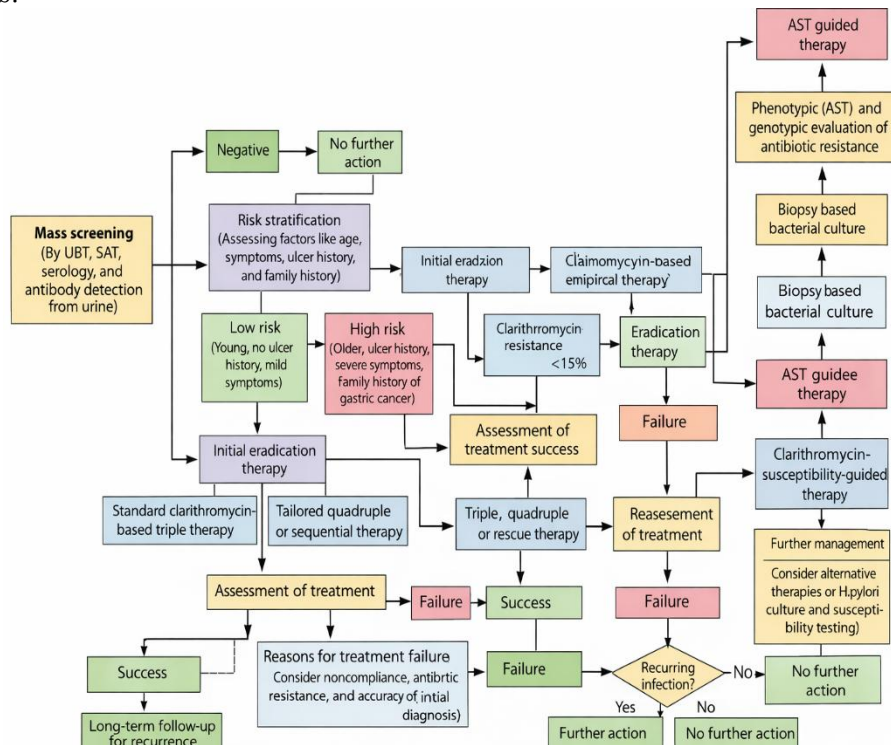 AST guided
therapy
Phenotypic (AST) and
genotypic evaluation of
antibiotic resistance
Negative
No further
action
Biopsy based
bacterial culture
Mass screening
(By UBT, SAT,
serology, and
antibody detection
from urine)
Risk stratification
(Assessing factors like age,
symptoms, ulcer history,
and family history)
Initial eradzion
therapy
Claimomycyin-based
empirical therapy
Biopsy based
bacterial culture
Low risk
(Young, no ulcer
history, mild
symptoms)
High risk
(Older, ulcer history,
severe symptoms,
family history of
gastric cancer)
Clarithrromycin
resistance
<15%
Eradication
therapy
AST guidee
therapy
Assessment of
treatment success
Failure
Initial eradication
therapy
Clarithromycin-
susceptibility-guided
therapy
Standard clarithromycin-
based triple therapy
Tailored quadruple
or sequential therapy
Triple, quadruple
or rescue therapy
Reasesement
of treatment
Further management
Consider alternative
therapies or H.pylori
culture and suscepti-
bility testing)
Assessment of treatment
Failure
Success
Failure
Success
Reasons for treatment failure
Consider noncompliance, antibrtic
resistance, and accuracy of intial
diagnosis)
Failure
Recurring
infection?
No
No further
action
Yes
No
Long-term follow-up
for recurrence
Further action
No further action